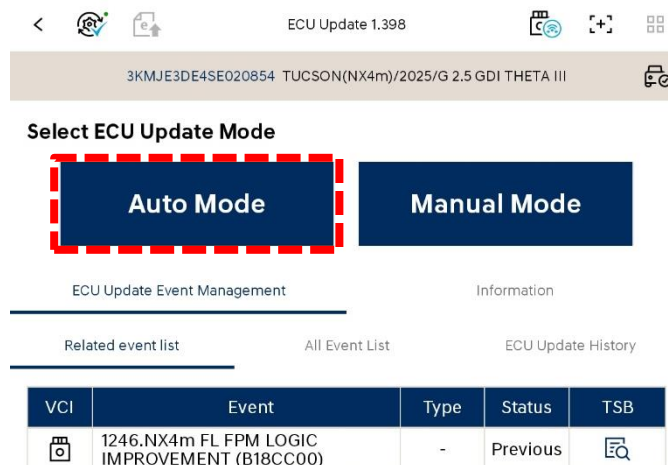 ECU Update 1.398
3KMJE3DE4SE020854 TUCSON(NX4m)/2025/G 2.5 GDI THETA III
Select ECU Update Mode
Auto Mode Manual Mode
ECU Update Event Management Information
Related event list All Event List ECU Update History
VCI Event Type Status TSB
1246.NX4m FL FPM LOGIC
IMPROVEMENT (B18CC00) - Previous